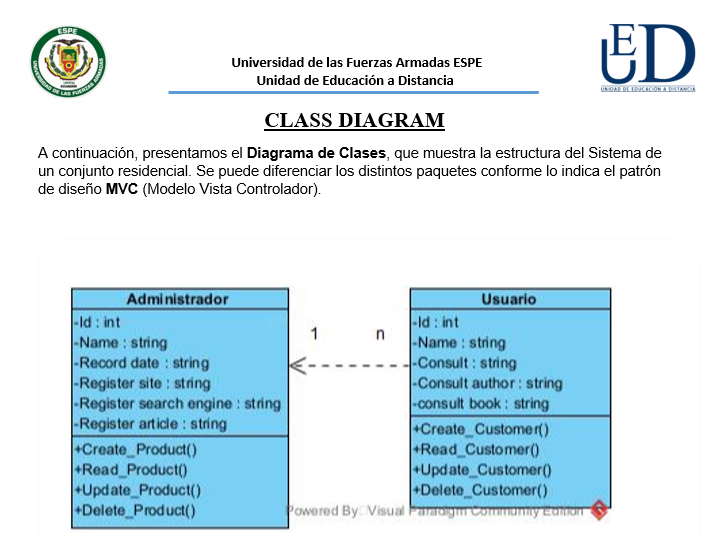 ESPE
UNIVERSIDAD DE LAS FUERZAS ARMADAS
UED
UNIDAD DE EDUCACIÓN A DISTANCIA
Universidad de las Fuerzas Armadas ESPE
Unidad de Educación a Distancia
CLASS DIAGRAM
A continuación, presentamos el Diagrama de Clases, que muestra la estructura del Sistema de
un conjunto residencial. Se puede diferenciar los distintos paquetes conforme lo indica el patrón
de diseño MVC (Modelo Vista Controlador).
Administrador
-Id : int
-Name : string
-Record date : string
-Register site : string
-Register search engine : string
-Register article : string
+Create_Product()
+Read_Product()
+Update_Product()
+Delete_Product()
1 n
Usuario
-Id : int
-Name : string
-Consult : string
-Consult author : string
-consult book : string
+Create_Customer()
+Read_Customer()
+Update_Customer()
+Delete_Customer()
Powered By Visual Paradigm Community Edition